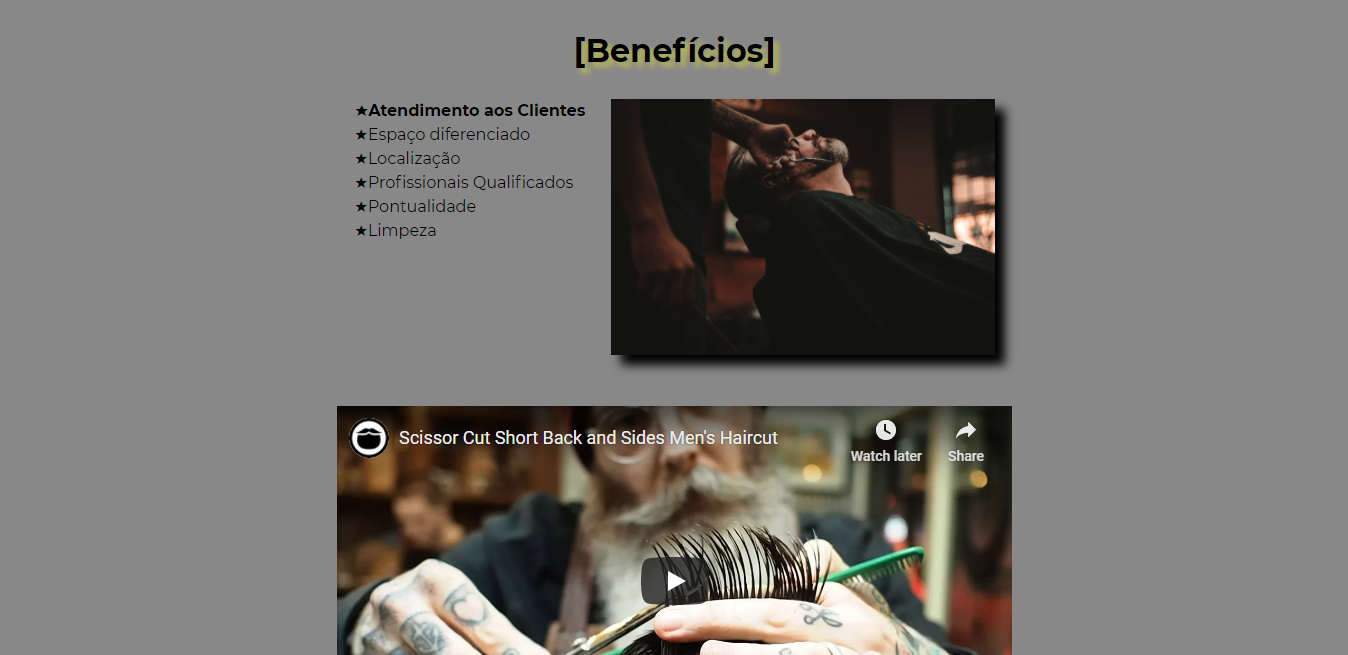 [Benefícios]
★Atendimento aos Clientes
★Espaço diferenciado
★Localização
★Profissionais Qualificados
★Pontualidade
★Limpeza
Scissor Cut Short Back and Sides Men's Haircut
Watch later
Share